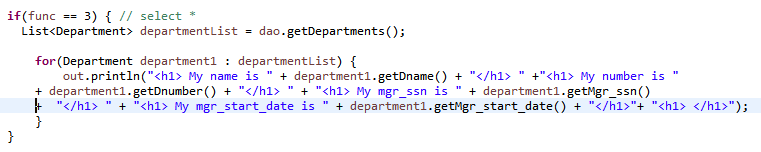 if(func == 3) { // select *
List<Department> departmentList = dao.getDepartments();
for(Department department1 : departmentList) {
out.println("<h1> My name is " + department1.getDname() + "</h1> " +"<h1> My number is "
+ department1.getDnumber() + "</h1> " + "<h1> My mgr_ssn is " + department1.getMgr_ssn()
+ "</h1> " + "<h1> My mgr_start_date is " + department1.getMgr_start_date() + "</h1>"+ "<h1> </h1>");
}
}